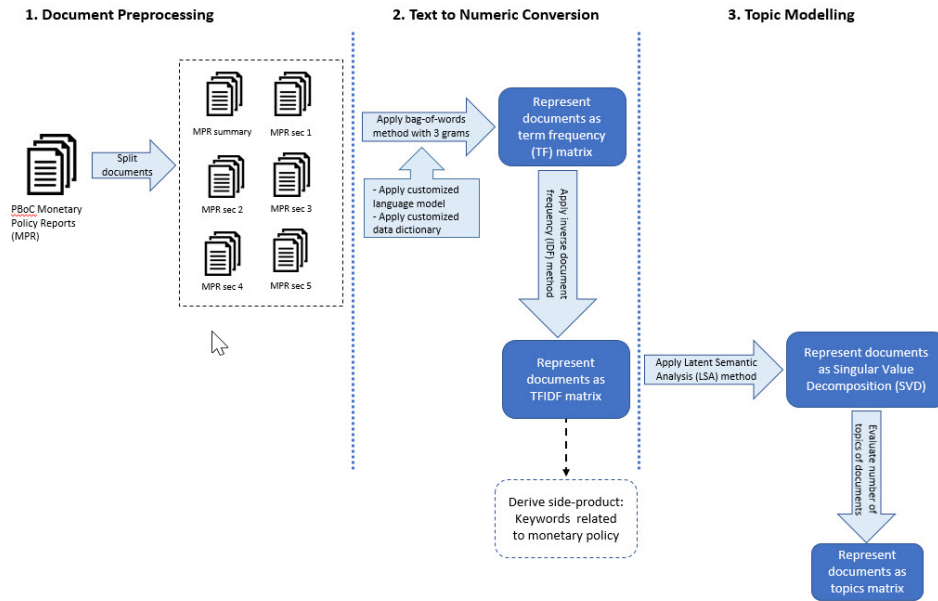 1. Document Preprocessing
2. Text to Numeric Conversion
3. Topic Modelling
PBoC Monetary
Policy Reports
(MPR)
Split
documents
MPR summary
MPR sec 1
MPR sec 2
MPR sec 3
MPR sec 4
MPR sec 5
Apply bag-of-words
method with 3 grams
- Apply customized
language model
- Apply customized
data dictionary
Represent
documents as
term frequency
(TF) matrix
Apply inverse document
frequency (IDF) method
Represent
documents as
TFIDF matrix
Derive side-product:
Keywords related
to monetary policy
Apply Latent Semantic
Analysis (LSA) method
Represent documents
as Singular Value
Decomposition (SVD)
Evaluate number of
topics of documents
Represent
documents as
topics matrix